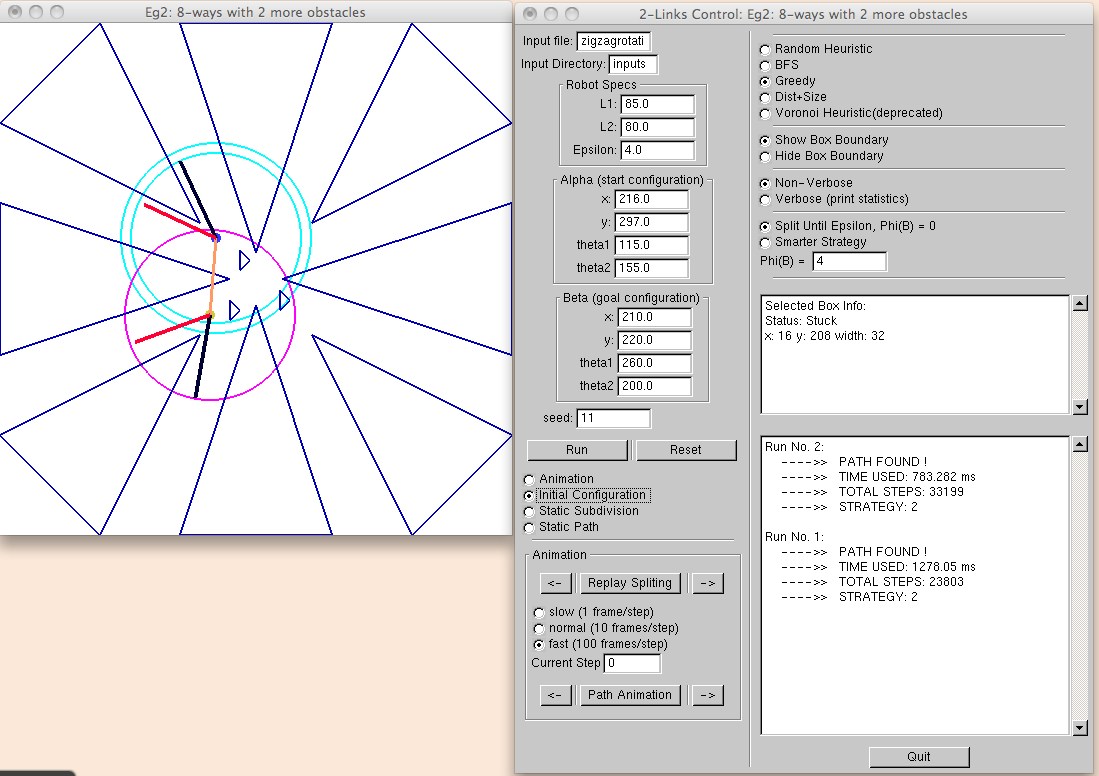 Eg2: 8-ways with 2 more obstacles
2-Links Control: Eg2: 8-ways with 2 more obstacles
Input file: zigzagrotati
Input Directory: inputs
Robot Specs
L1: 85.0
L2: 80.0
Epsilon: 4.0
Alpha (start configuration)
x: 216.0
y: 297.0
theta1 115.0
theta2 155.0
Beta (goal configuration)
x: 210.0
y: 220.0
theta1 260.0
theta2 200.0
seed: 11
Run Reset
Animation
Initial Configuration
Static Subdivision
Static Path
Animation
<- Replay Spliting ->
slow (1 frame/step)
normal (10 frames/step)
fast (100 frames/step)
Current Step 0
<- Path Animation ->
Random Heuristic
BFS
Greedy
Dist+Size
Voronoi Heuristic(deprecated)
Show Box Boundary
Hide Box Boundary
Non-Verbose
Verbose (print statistics)
Split Until Epsilon, Phi(B) = 0
Smarter Strategy
Phi(B) = 4
Selected Box Info:
Status: Stuck
x: 16 y: 208 width: 32
Run No. 2:
---->> PATH FOUND !
---->> TIME USED: 783.282 ms
---->> TOTAL STEPS: 33199
---->> STRATEGY: 2
Run No. 1:
---->> PATH FOUND !
---->> TIME USED: 1278.05 ms
---->> TOTAL STEPS: 23803
---->> STRATEGY: 2
Quit